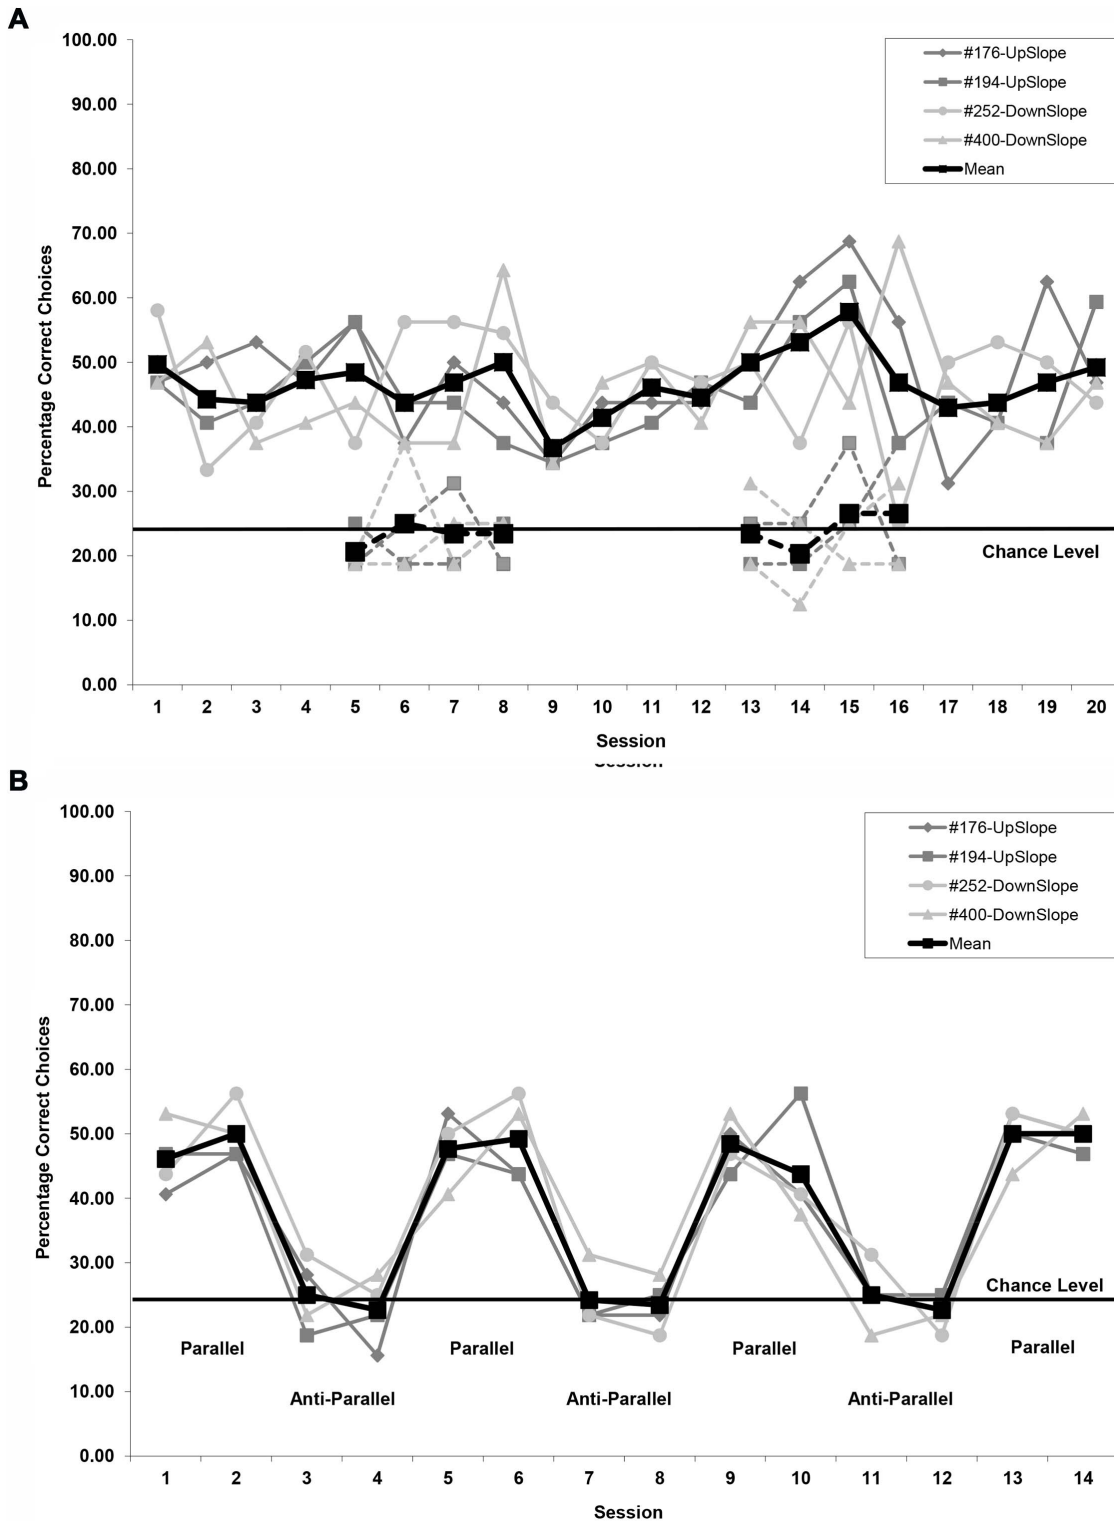 A
100.00
90.00
80.00
70.00
60.00
50.00
40.00
30.00
20.00
10.00
0.00
Percentage Correct Choices
#176-UpSlope
#194-UpSlope
#252-DownSlope
#400-DownSlope
Mean
Chance Level
1 2 3 4 5 6 7 8 9 10 11 12 13 14 15 16 17 18 19 20
Session
Session
B
100.00
90.00
80.00
70.00
60.00
50.00
40.00
30.00
20.00
10.00
0.00
Percentage Correct Choices
#176-UpSlope
#194-UpSlope
#252-DownSlope
#400-DownSlope
Mean
Chance Level
Parallel Parallel Parallel Parallel
Anti-Parallel Anti-Parallel Anti-Parallel
1 2 3 4 5 6 7 8 9 10 11 12 13 14
Session